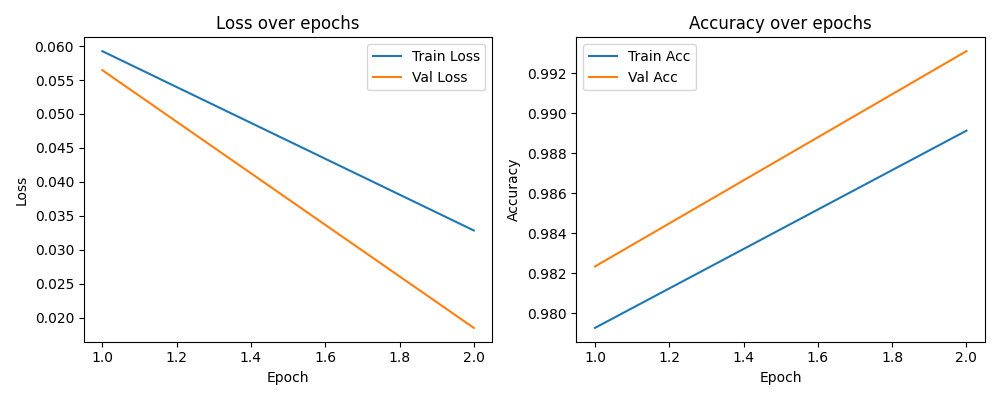 Loss over epochs
0.060
0.055
0.050
0.045
0.040
0.035
0.030
0.025
0.020
Loss
Train Loss
Val Loss
1.0 1.2 1.4 1.6 1.8 2.0
Epoch
Accuracy over epochs
0.992
0.990
0.988
0.986
0.984
0.982
0.980
Accuracy
Train Acc
Val Acc
1.0 1.2 1.4 1.6 1.8 2.0
Epoch